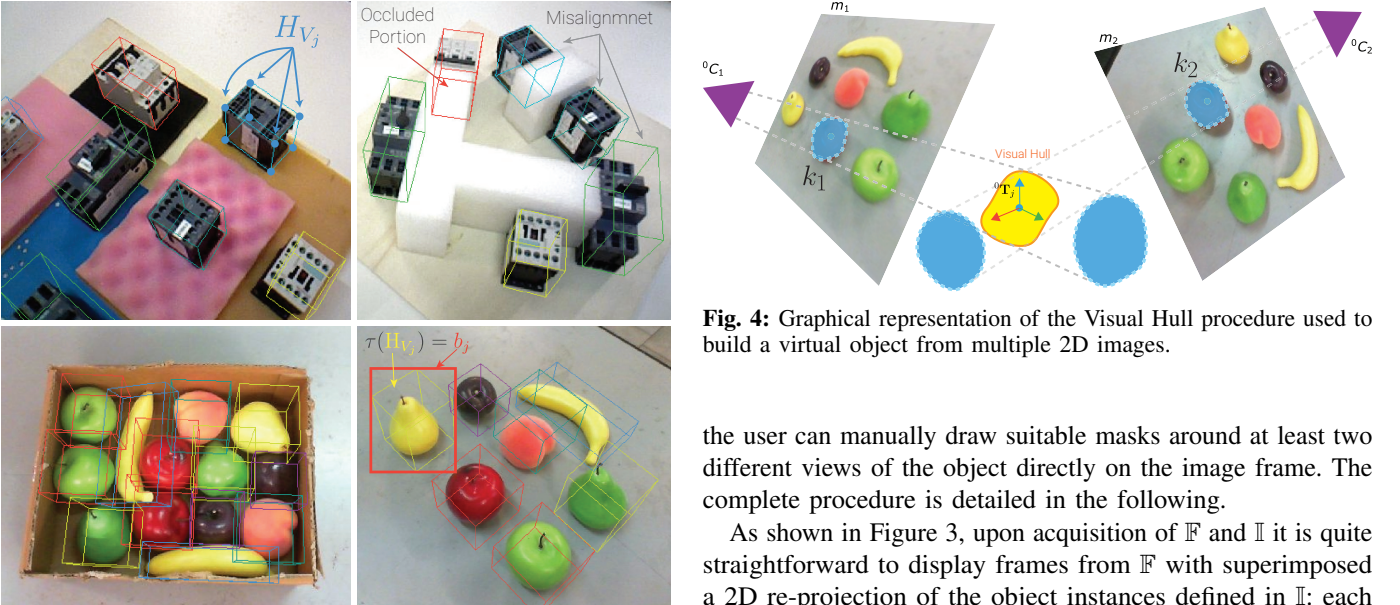 H_{V_j}
Occluded
Portion
Misalignmnet
τ(H_{V_j}) = b_j
m_1
m_2
^0C_1
^0C_2
k_1
k_2
Visual Hull
^0T_j
Fig. 4: Graphical representation of the Visual Hull procedure used to
build a virtual object from multiple 2D images.
the user can manually draw suitable masks around at least two
different views of the object directly on the image frame. The
complete procedure is detailed in the following.
As shown in Figure 3, upon acquisition of 𝔽 and 𝕀 it is quite
straightforward to display frames from 𝔽 with superimposed
a 2D re-projection of the object instances defined in 𝕀: each